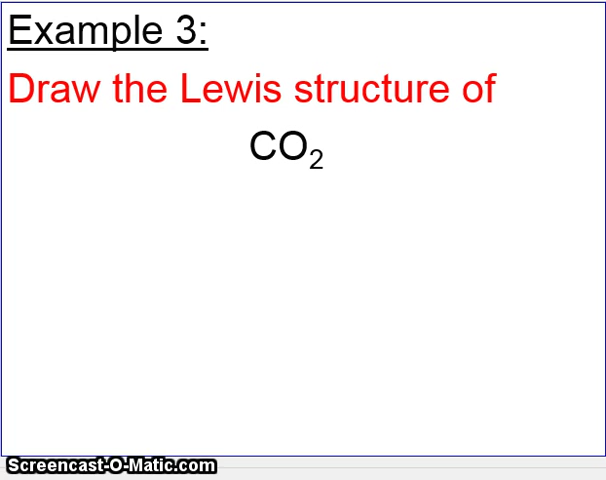 Example 3:
Draw the Lewis structure of
CO₂
Screencast-O-Matic.com